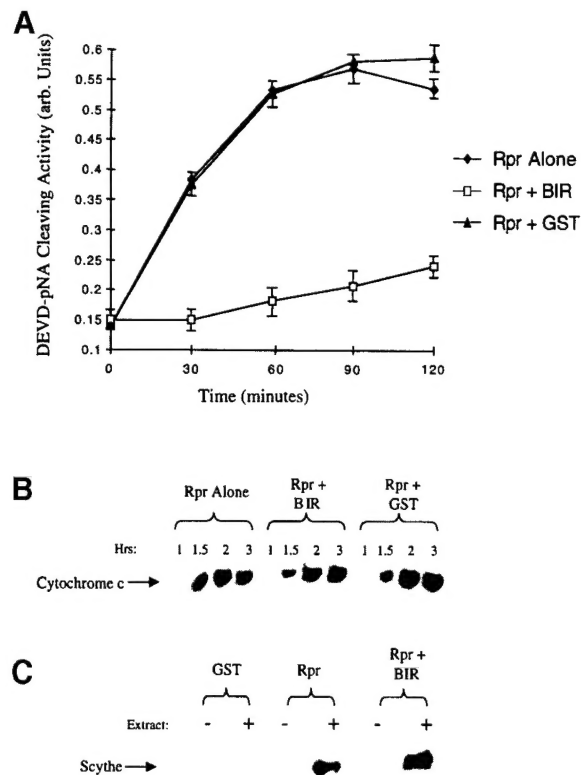 A
DEVD-pNA Cleaving Activity (arb. Units)
0.6
0.55
0.5
0.45
0.4
0.35
0.3
0.25
0.2
0.15
0.1
0 30 60 90 120
Time (minutes)
Rpr Alone
Rpr + BIR
Rpr + GST
B
Rpr Alone
Rpr +
BIR
Rpr +
GST
Hrs: 1 1.5 2 3 1 1.5 2 3 1 1.5 2 3
Cytochrome c
C
GST
Rpr
Rpr +
BIR
Extract: - + - + - +
Scythe